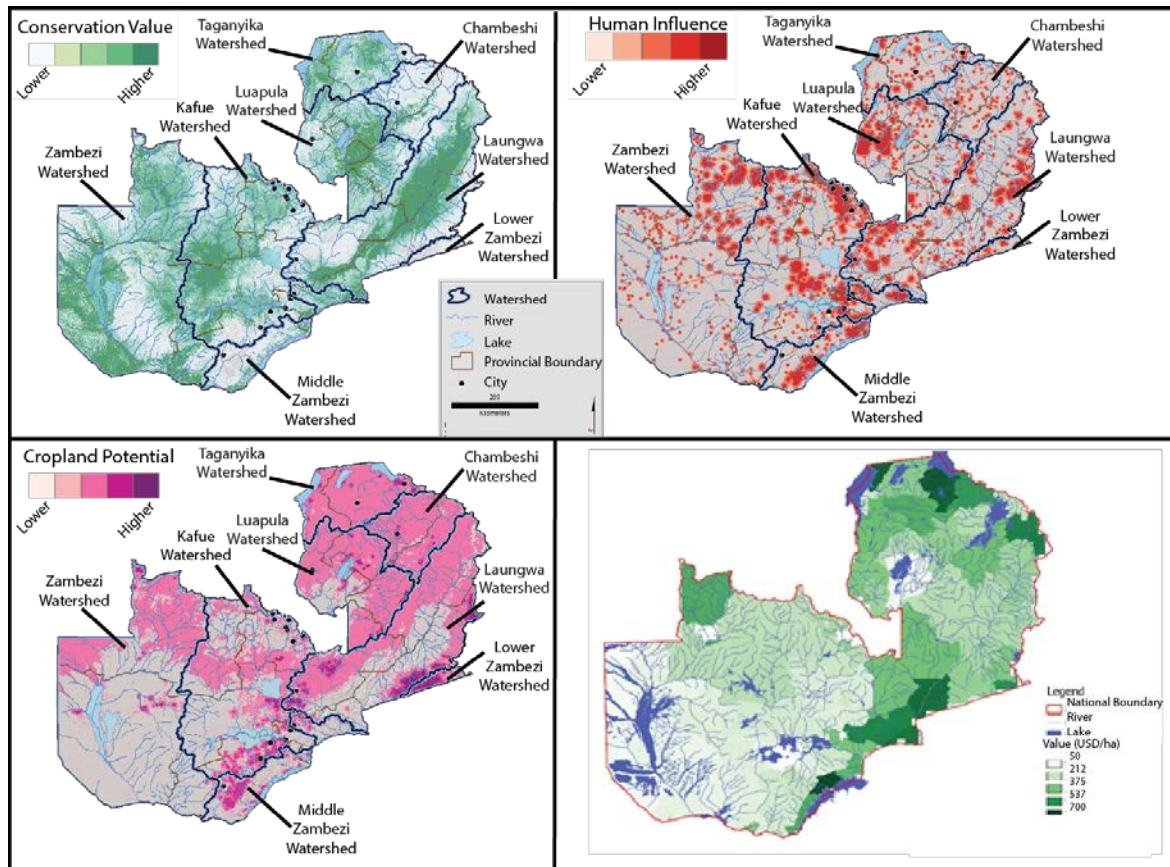 Conservation Value
Lower
Higher
Taganyika
Watershed
Chambeshi
Watershed
Luapula
Watershed
Kafue
Watershed
Zambezi
Watershed
Laungwa
Watershed
Lower
Zambezi
Watershed
Middle
Zambezi
Watershed
Watershed
River
Lake
Provincial Boundary
City
200
Kilometers
Human Influence
Lower
Higher
Taganyika
Watershed
Chambeshi
Watershed
Luapula
Watershed
Kafue
Watershed
Zambezi
Watershed
Laungwa
Watershed
Lower
Zambezi
Watershed
Middle
Zambezi
Watershed
Cropland Potential
Lower
Higher
Taganyika
Watershed
Chambeshi
Watershed
Luapula
Watershed
Kafue
Watershed
Zambezi
Watershed
Laungwa
Watershed
Lower
Zambezi
Watershed
Middle
Zambezi
Watershed
Legend
National Boundary
River
Lake
Value (USD/ha)
50
212
375
537
700